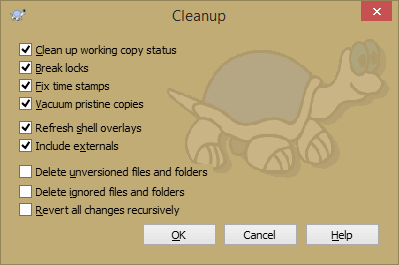 Cleanup
Clean up working copy status
Break locks
Fix time stamps
Vacuum pristine copies
Refresh shell overlays
Include externals
Delete unversioned files and folders
Delete ignored files and folders
Revert all changes recursively
OK Cancel Help